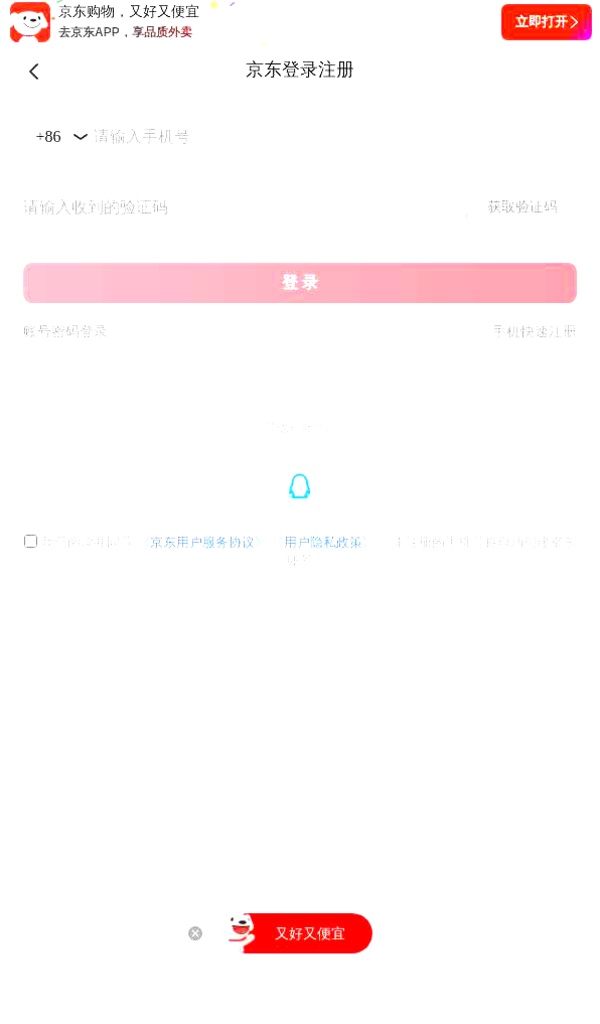 京东购物，又好又便宜
去京东APP，享品质外卖
立即打开
京东登录注册
+86 请输入手机号
请输入收到的验证码 获取验证码
登录
账号密码登录 手机快速注册
京东用户服务协议 用户隐私政策
又好又便宜